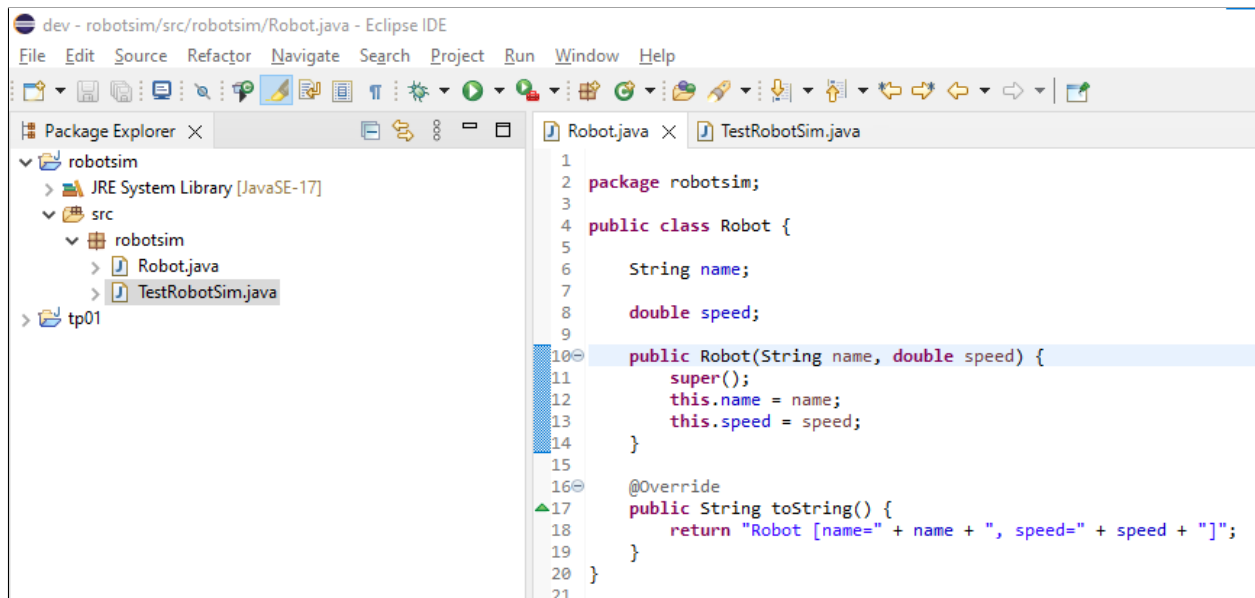 dev - robotsim/src/robotsim/Robot.java - Eclipse IDE
File Edit Source Refactor Navigate Search Project Run Window Help
Package Explorer
robotsim
JRE System Library [JavaSE-17]
src
robotsim
Robot.java
TestRobotSim.java
tp01
Robot.java TestRobotSim.java
1
2 package robotsim;
3
4 public class Robot {
5
6 String name;
7
8 double speed;
9
10 public Robot(String name, double speed) {
11 super();
12 this.name = name;
13 this.speed = speed;
14 }
15
16 @Override
17 public String toString() {
18 return "Robot [name=" + name + ", speed=" + speed + "]";
19 }
20 }
21